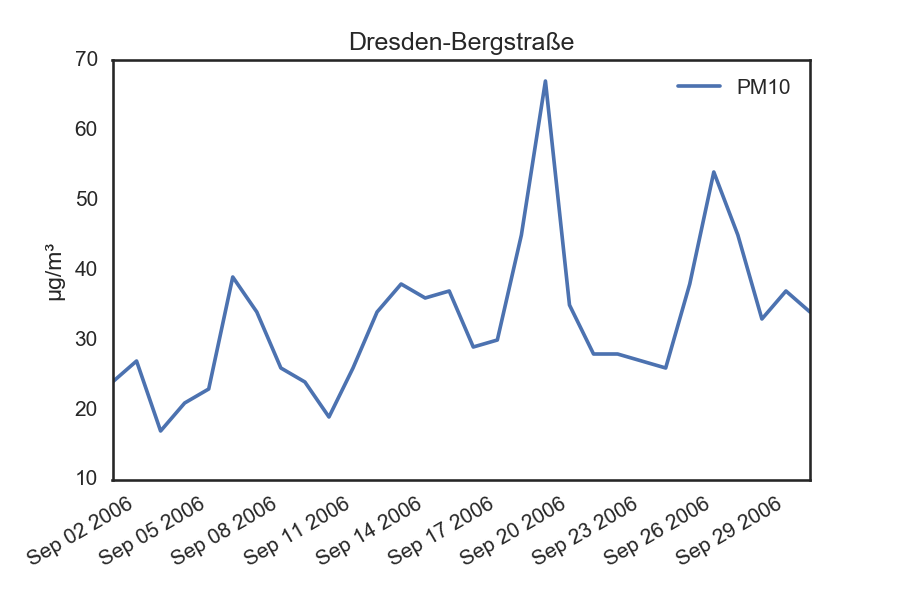 Dresden-Bergstraße
PM10
µg/m³
70
60
50
40
30
20
10
Sep 02 2006
Sep 05 2006
Sep 08 2006
Sep 11 2006
Sep 14 2006
Sep 17 2006
Sep 20 2006
Sep 23 2006
Sep 26 2006
Sep 29 2006